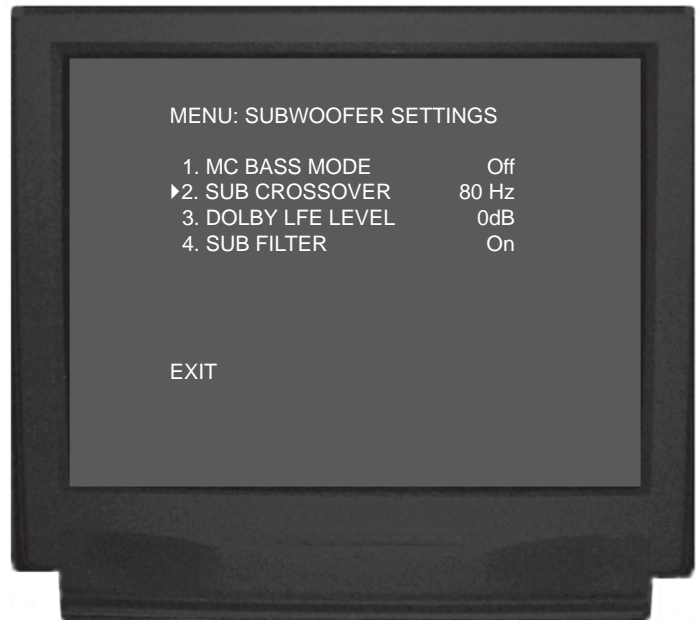 MENU: SUBWOOFER SETTINGS
1. MC BASS MODE Off
2. SUB CROSSOVER 80 Hz
3. DOLBY LFE LEVEL 0dB
4. SUB FILTER On
EXIT